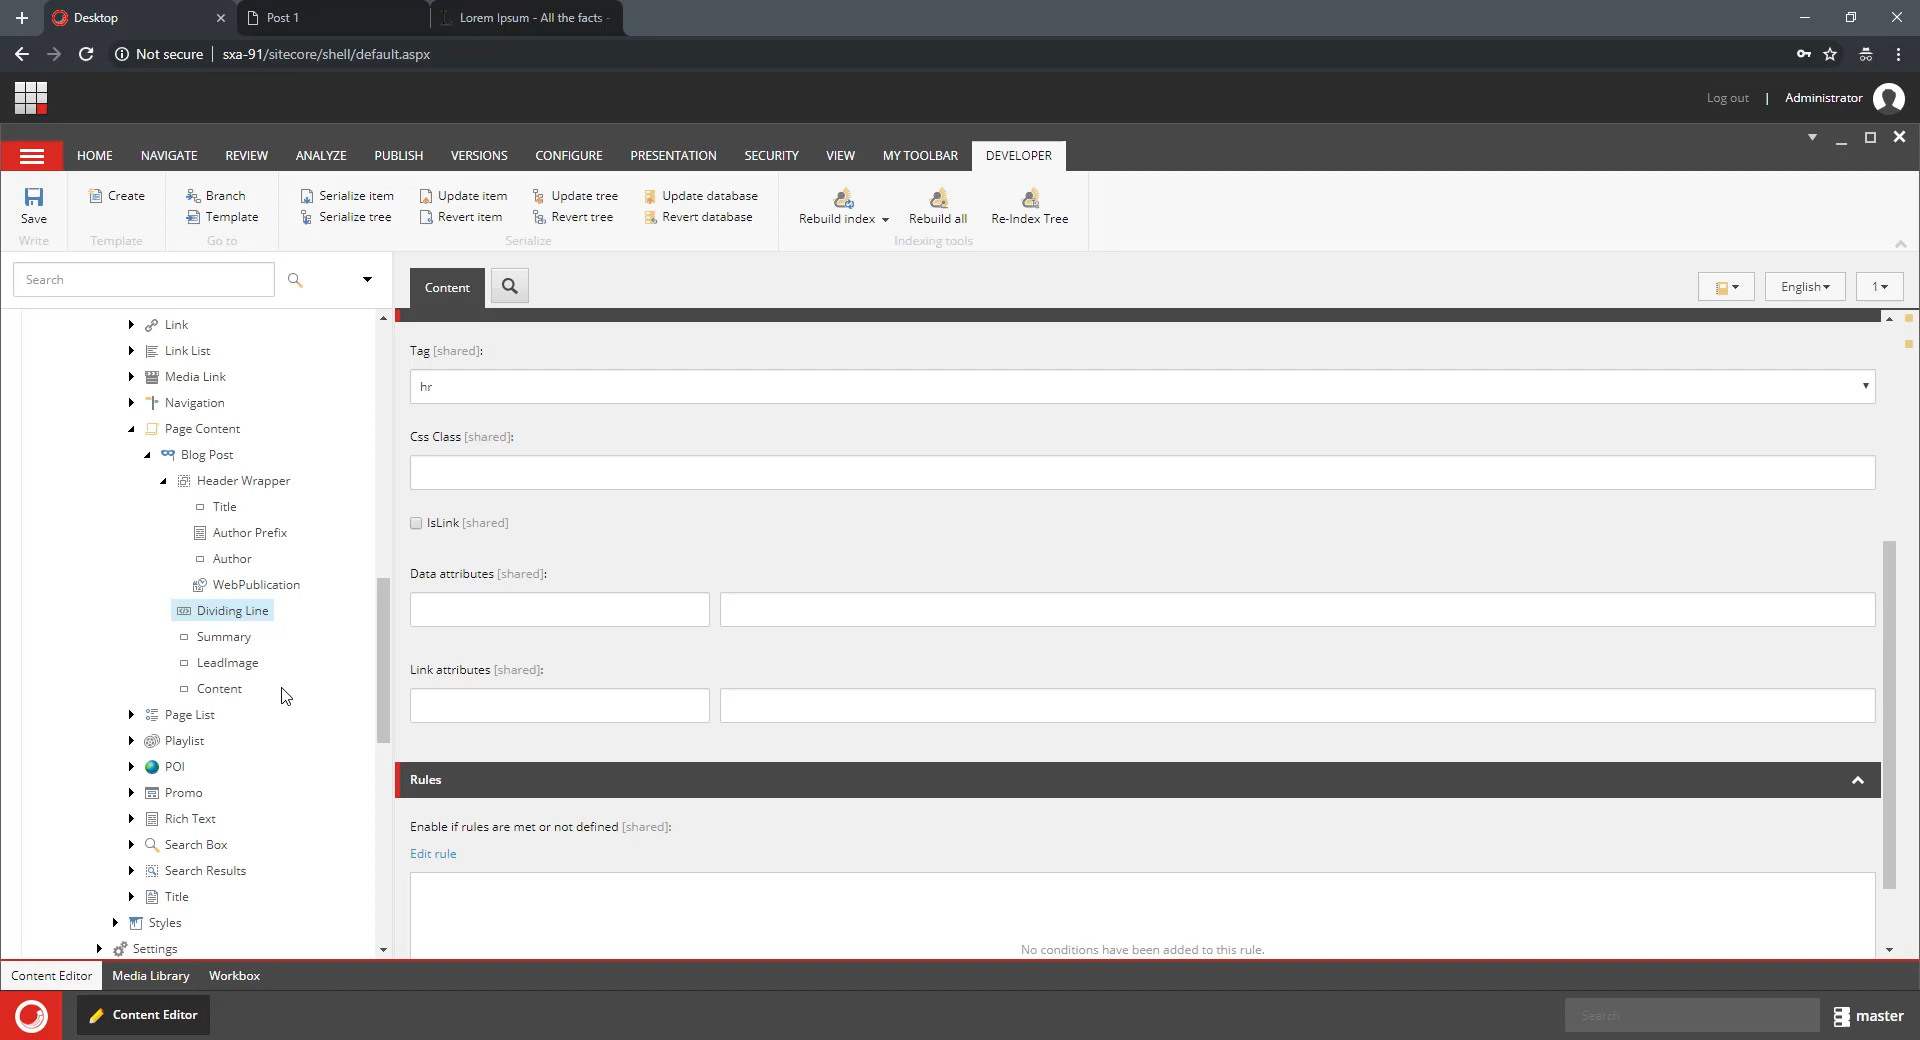 Desktop
Post 1
Lorem Ipsum - All the facts -
Not secure | sxa-91/sitecore/shell/default.aspx
Log out | Administrator
HOME NAVIGATE REVIEW ANALYZE PUBLISH VERSIONS CONFIGURE PRESENTATION SECURITY VIEW MY TOOLBAR DEVELOPER
Save
Write
Create
Template
Branch
Template
Go to
Serialize item Update item Update tree Update database
Serialize tree Revert item Revert tree Revert database
Serialize
Rebuild index Rebuild all Re-Index Tree
Indexing tools
Search
Content
English
1
Link
Link List
Media Link
Navigation
Page Content
Blog Post
Header Wrapper
Title
Author Prefix
Author
WebPublication
Dividing Line
Summary
LeadImage
Content
Page List
Playlist
POI
Promo
Rich Text
Search Box
Search Results
Title
Styles
Settings
Tag [shared]:
hr
Css Class [shared]:
IsLink [shared]
Data attributes [shared]:
Link attributes [shared]:
Rules
Enable if rules are met or not defined [shared]:
Edit rule
No conditions have been added to this rule.
Content Editor Media Library Workbox
Content Editor
Search
master